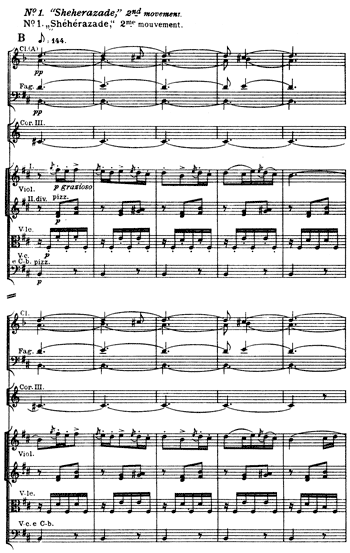 No 1. "Sheherazade," 2nd movement.
No 1. „Shéhérazade," 2me mouvement.
B ♪= 144.
Cl.(A)
pp
Fag.
pp
Cor. III.
p grazioso
Viol.
II. div. pizz.
p
V-le.
p
V-c.
e C-b. pizz.
p
Cl.
Fag.
Cor. III.
Viol.
V-le.
V-c. e C-b.